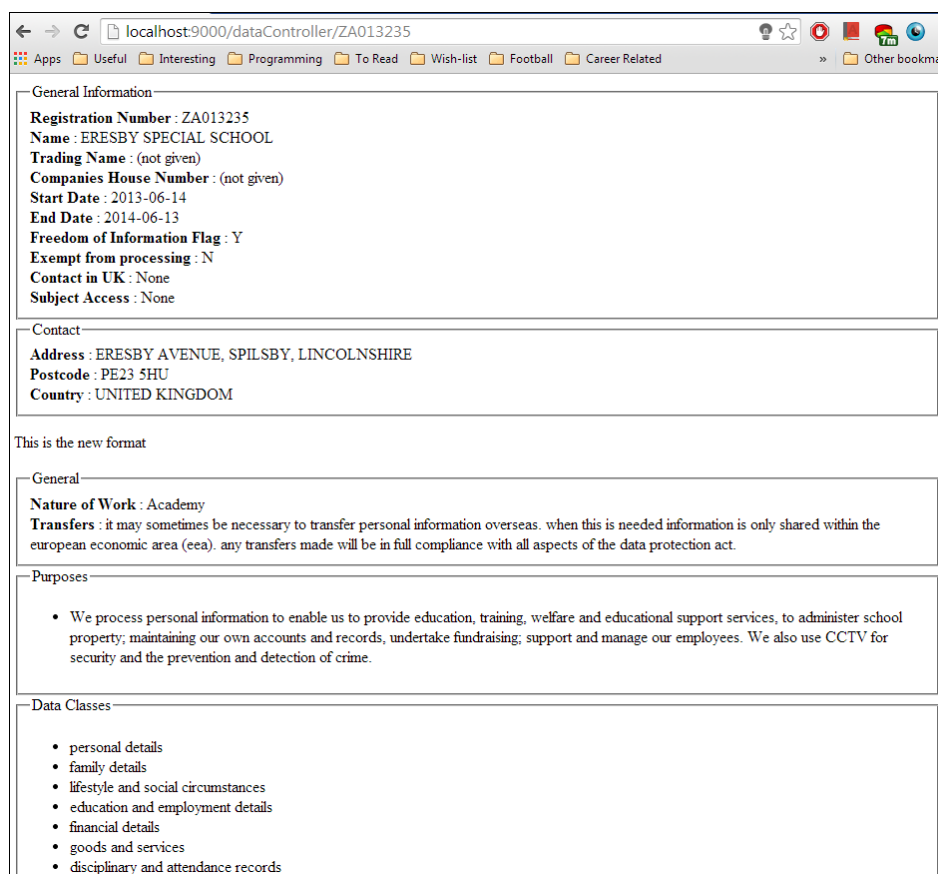 localhost:9000/dataController/ZA013235
7m
Apps Useful Interesting Programming To Read Wish-list Football Career Related » Other bookma
General Information
Registration Number : ZA013235
Name : ERESBY SPECIAL SCHOOL
Trading Name : (not given)
Companies House Number : (not given)
Start Date : 2013-06-14
End Date : 2014-06-13
Freedom of Information Flag : Y
Exempt from processing : N
Contact in UK : None
Subject Access : None
Contact
Address : ERESBY AVENUE, SPILSBY, LINCOLNSHIRE
Postcode : PE23 5HU
Country : UNITED KINGDOM
This is the new format
General
Nature of Work : Academy
Transfers : it may sometimes be necessary to transfer personal information overseas. when this is needed information is only shared within the
european economic area (eea). any transfers made will be in full compliance with all aspects of the data protection act.
Purposes
• We process personal information to enable us to provide education, training, welfare and educational support services, to administer school
property; maintaining our own accounts and records, undertake fundraising; support and manage our employees. We also use CCTV for
security and the prevention and detection of crime.
Data Classes
• personal details
• family details
• lifestyle and social circumstances
• education and employment details
• financial details
• goods and services
• disciplinary and attendance records